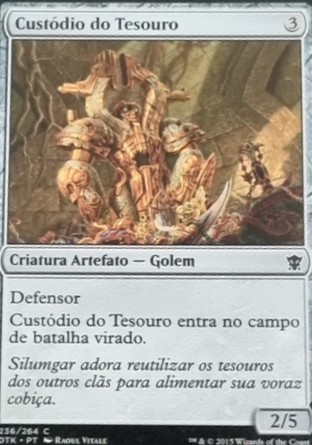 Custódio do Tesouro 3
Criatura Artefato — Golem
Defensor
Custódio do Tesouro entra no campo
de batalha virado.
Silumgar adora reutilizar os tesouros
dos outros clãs para alimentar sua voraz
cobiça.
2/5
236/264 C
DTK • PT Raoul Vitale
™ & © 2015 Wizards of the Coast